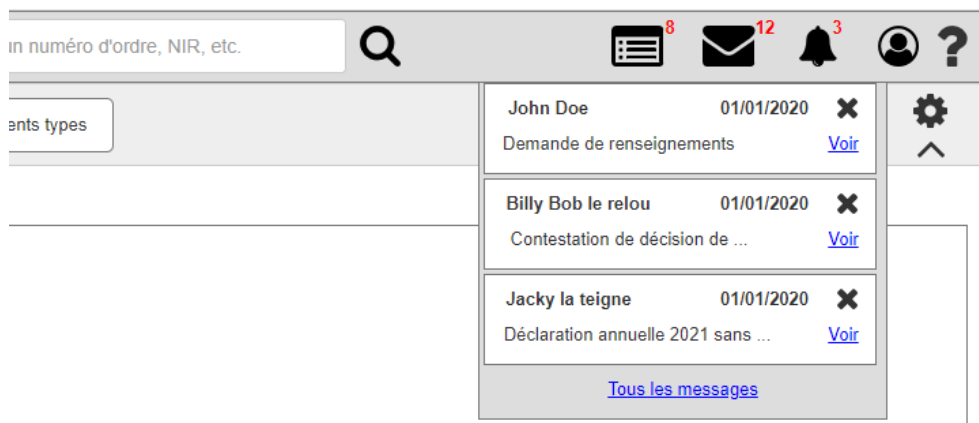 un numéro d'ordre, NIR, etc.
8
12
3
?
ents types
John Doe 01/01/2020
Demande de renseignements Voir
Billy Bob le relou 01/01/2020
Contestation de décision de ... Voir
Jacky la teigne 01/01/2020
Déclaration annuelle 2021 sans ... Voir
Tous les messages